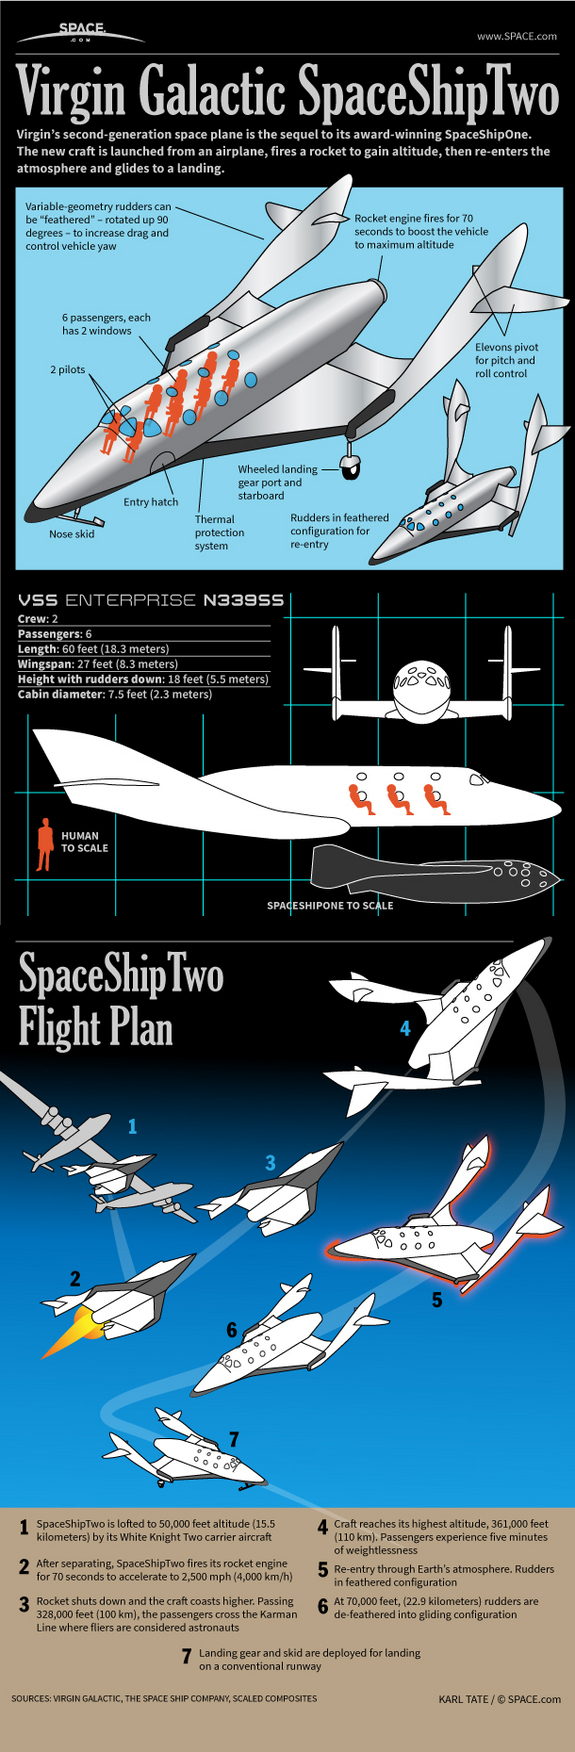 SPACE
.COM
www.SPACE.com
Virgin Galactic SpaceShipTwo
Virgin's second-generation space plane is the sequel to its award-winning SpaceShipOne.
The new craft is launched from an airplane, fires a rocket to gain altitude, then re-enters the
atmosphere and glides to a landing.
Variable-geometry rudders can
be “feathered” – rotated up 90
degrees – to increase drag and
control vehicle yaw
Rocket engine fires for 70
seconds to boost the vehicle
to maximum altitude
6 passengers, each
has 2 windows
2 pilots
Elevons pivot
for pitch and
roll control
Wheeled landing
gear port and
starboard
Entry hatch
Nose skid
Thermal
protection
system
Rudders in feathered
configuration for
re-entry
VSS ENTERPRISE N339SS
Crew: 2
Passengers: 6
Length: 60 feet (18.3 meters)
Wingspan: 27 feet (8.3 meters)
Height with rudders down: 18 feet (5.5 meters)
Cabin diameter: 7.5 feet (2.3 meters)
HUMAN
TO SCALE
SPACESHIPONE TO SCALE
SpaceShipTwo
Flight Plan
4
1
3
2
5
6
7
1 SpaceShipTwo is lofted to 50,000 feet altitude (15.5
kilometers) by its White Knight Two carrier aircraft
2 After separating, SpaceShipTwo fires its rocket engine
for 70 seconds to accelerate to 2,500 mph (4,000 km/h)
3 Rocket shuts down and the craft coasts higher. Passing
328,000 feet (100 km), the passengers cross the Karman
Line where fliers are considered astronauts
4 Craft reaches its highest altitude, 361,000 feet
(110 km). Passengers experience five minutes
of weightlessness
5 Re-entry through Earth's atmosphere. Rudders
in feathered configuration
6 At 70,000 feet, (22.9 kilometers) rudders are
de-feathered into gliding configuration
7 Landing gear and skid are deployed for landing
on a conventional runway
SOURCES: VIRGIN GALACTIC, THE SPACE SHIP COMPANY, SCALED COMPOSITES
KARL TATE / © SPACE.com